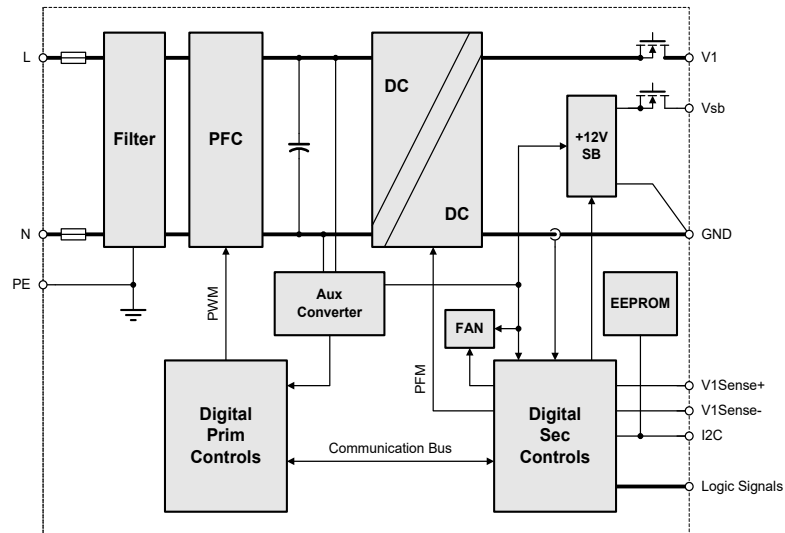 L
V1
DC
Vsb
Filter
PFC
+12V
SB
DC
N
GND
PE
PWM
Aux
Converter
EEPROM
FAN
PFM
Digital
Prim
Controls
Digital
Sec
Controls
V1Sense+
V1Sense-
I2C
Communication Bus
Logic Signals